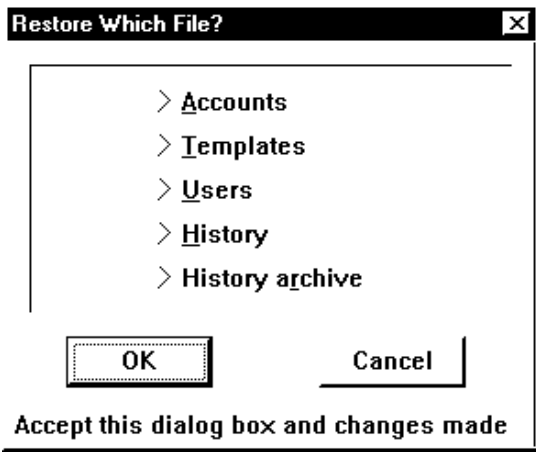 Restore Which File?
Accounts
Templates
Users
History
History archive
OK Cancel
Accept this dialog box and changes made